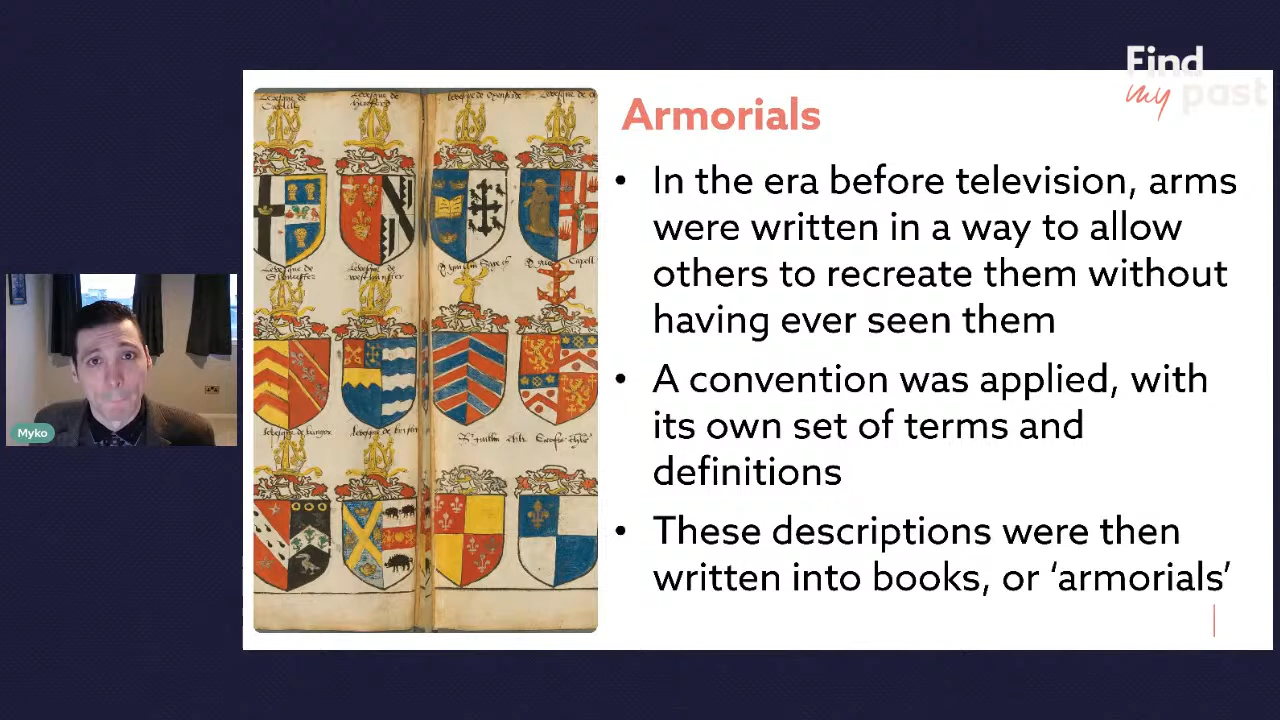 Find
my past
Armorials
• In the era before television, arms
were written in a way to allow
others to recreate them without
having ever seen them
• A convention was applied, with
its own set of terms and
definitions
• These descriptions were then
written into books, or ‘armorials’
Myko